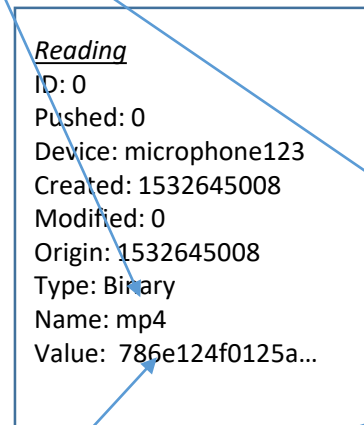 Reading
ID: 0
Pushed: 0
Device: microphone123
Created: 1532645008
Modified: 0
Origin: 1532645008
Type: Binary
Name: mp4
Value:  786e124f0125a…